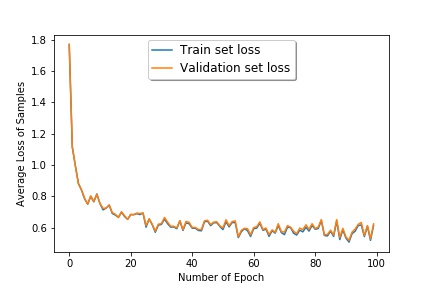 Train set loss
Validation set loss
1.8
1.6
1.4
1.2
1.0
0.8
0.6
Average Loss of Samples
0 20 40 60 80 100
Number of Epoch